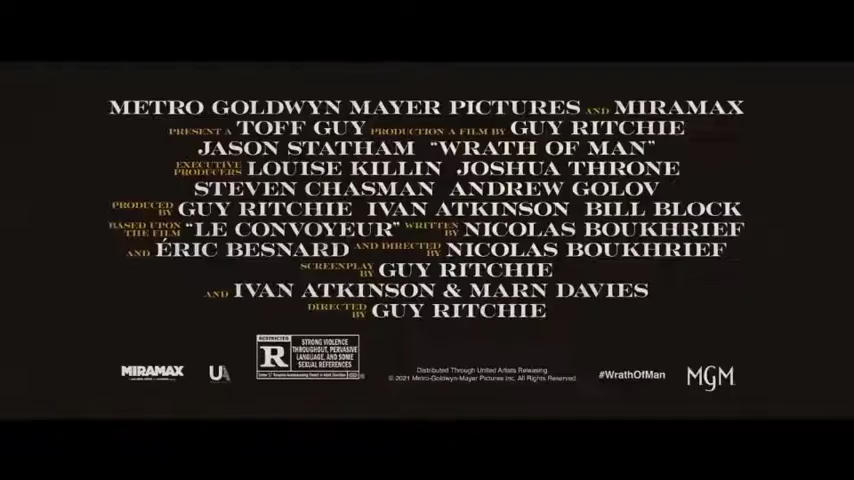 METRO GOLDWYN MAYER PICTURES AND MIRAMAX
PRESENT A TOFF GUY PRODUCTION A FILM BY GUY RITCHIE
JASON STATHAM "WRATH OF MAN"
EXECUTIVE PRODUCERS LOUISE KILLIN JOSHUA THRONE
STEVEN CHASMAN ANDREW GOLOV
PRODUCED BY GUY RITCHIE IVAN ATKINSON BILL BLOCK
BASED UPON THE FILM "LE CONVOYEUR" WRITTEN BY NICOLAS BOUKHRIEF
AND ÉRIC BESNARD AND DIRECTED BY NICOLAS BOUKHRIEF
SCREENPLAY BY GUY RITCHIE
AND IVAN ATKINSON & MARN DAVIES
DIRECTED BY GUY RITCHIE
RESTRICTED
R
STRONG VIOLENCE
THROUGHOUT, PERVASIVE
LANGUAGE, AND SOME
SEXUAL REFERENCES
MIRAMAX
UA
Distributed Through United Artists Releasing.
© 2021 Metro-Goldwyn-Mayer Pictures Inc. All Rights Reserved.
#WrathOfMan
MGM